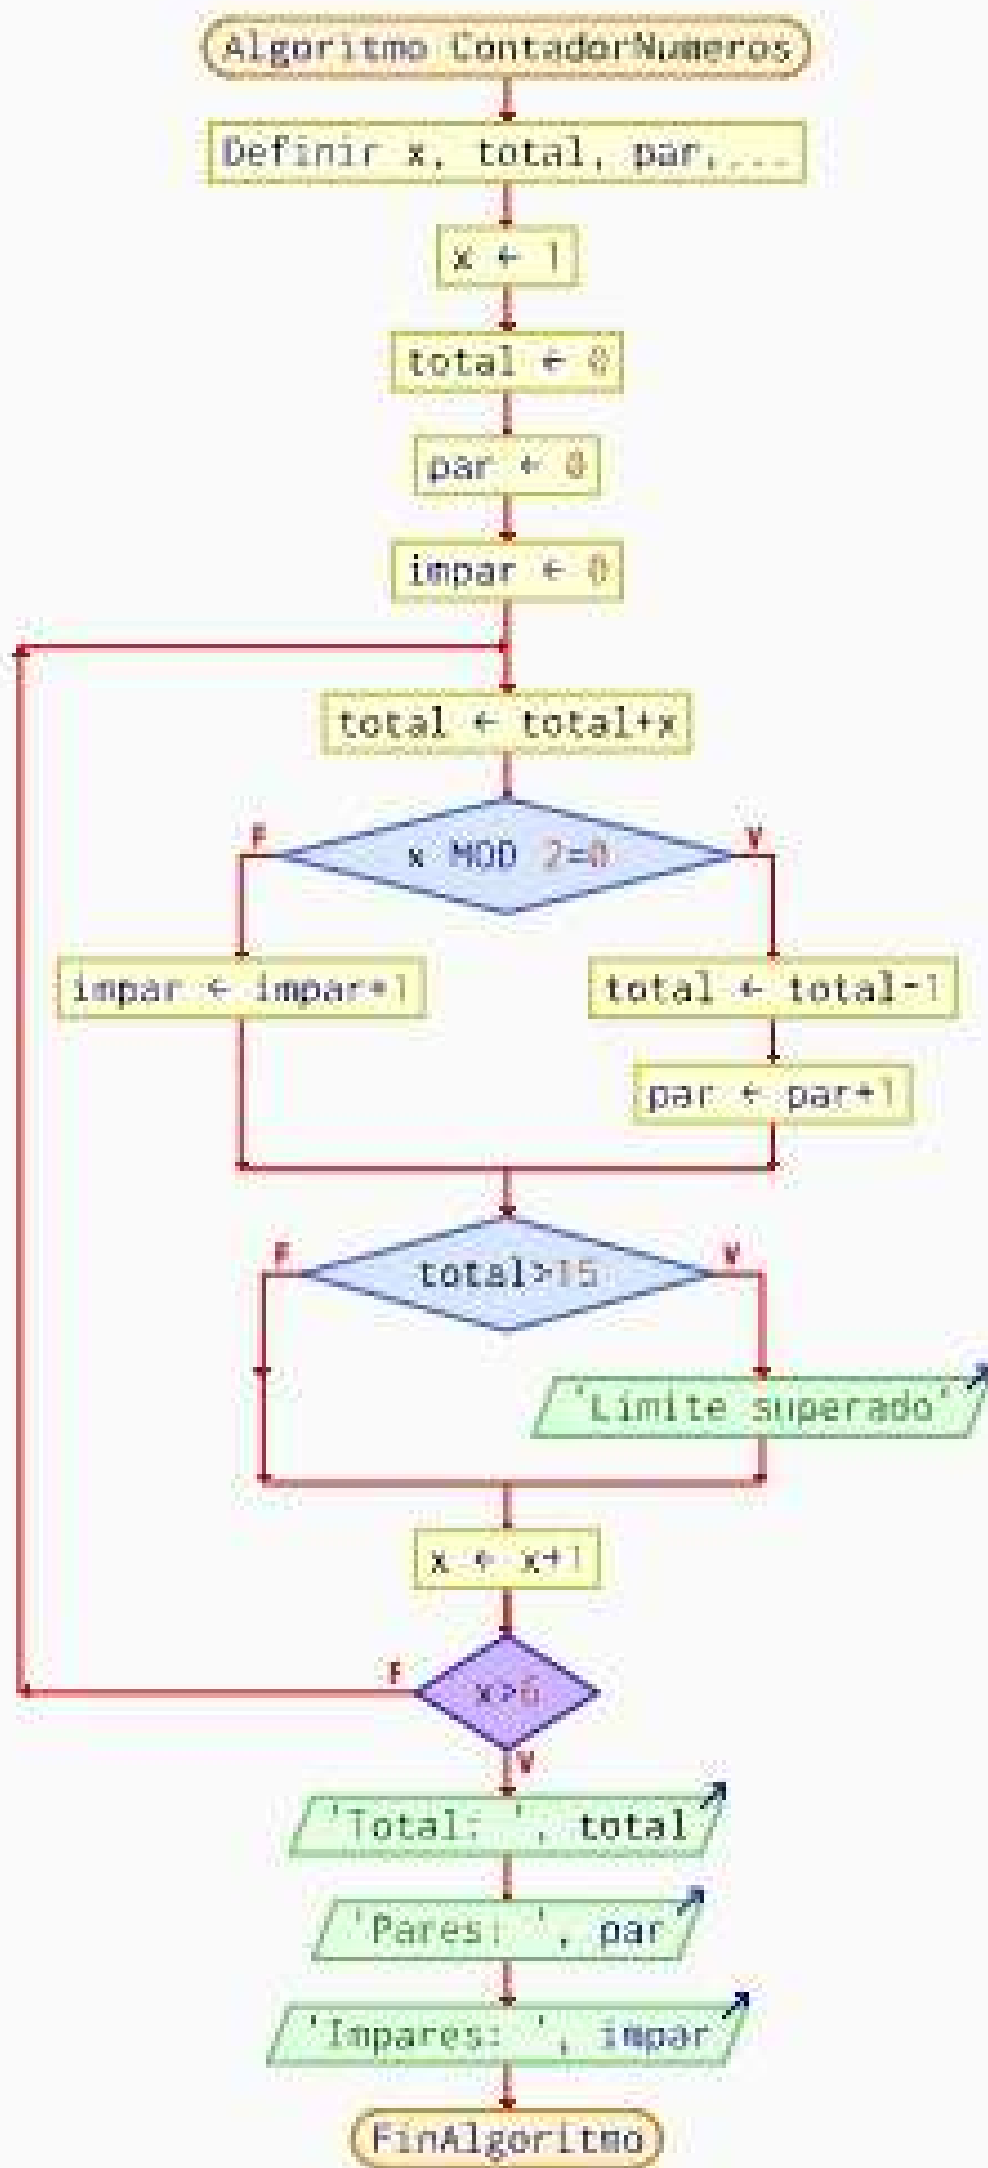 Algoritmo ContadorNumeros
Definir x, total, par,...
x ← 1
total ← 0
par ← 0
impar ← 0
total ← total+x
F
x MOD 2=0
V
impar ← impar+1
total ← total-1
par ← par+1
F
total>15
V
'Limite superado'
x ← x+1
F
x>6
V
'Total: ', total
'Pares: ', par
'Impares: ', impar
FinAlgoritmo